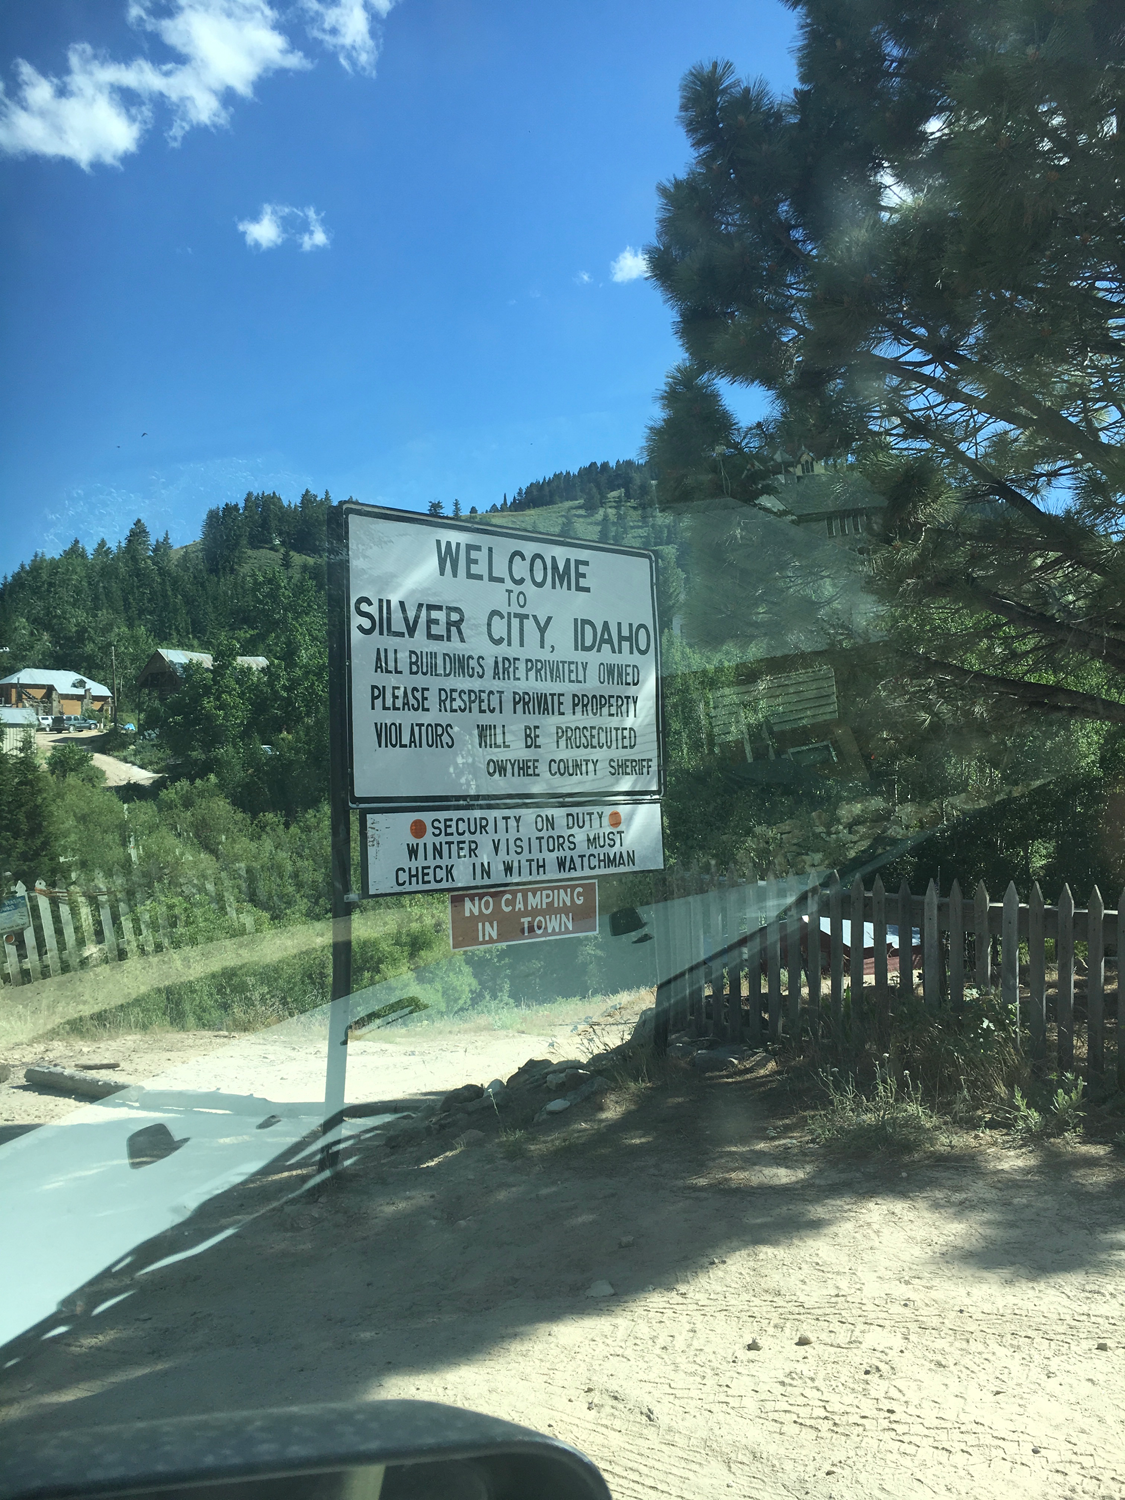 WELCOME
TO
SILVER CITY, IDAHO
ALL BUILDINGS ARE PRIVATELY OWNED
PLEASE RESPECT PRIVATE PROPERTY
VIOLATORS WILL BE PROSECUTED
OWYHEE COUNTY SHERIFF
SECURITY ON DUTY
WINTER VISITORS MUST
CHECK IN WITH WATCHMAN
NO CAMPING
IN TOWN